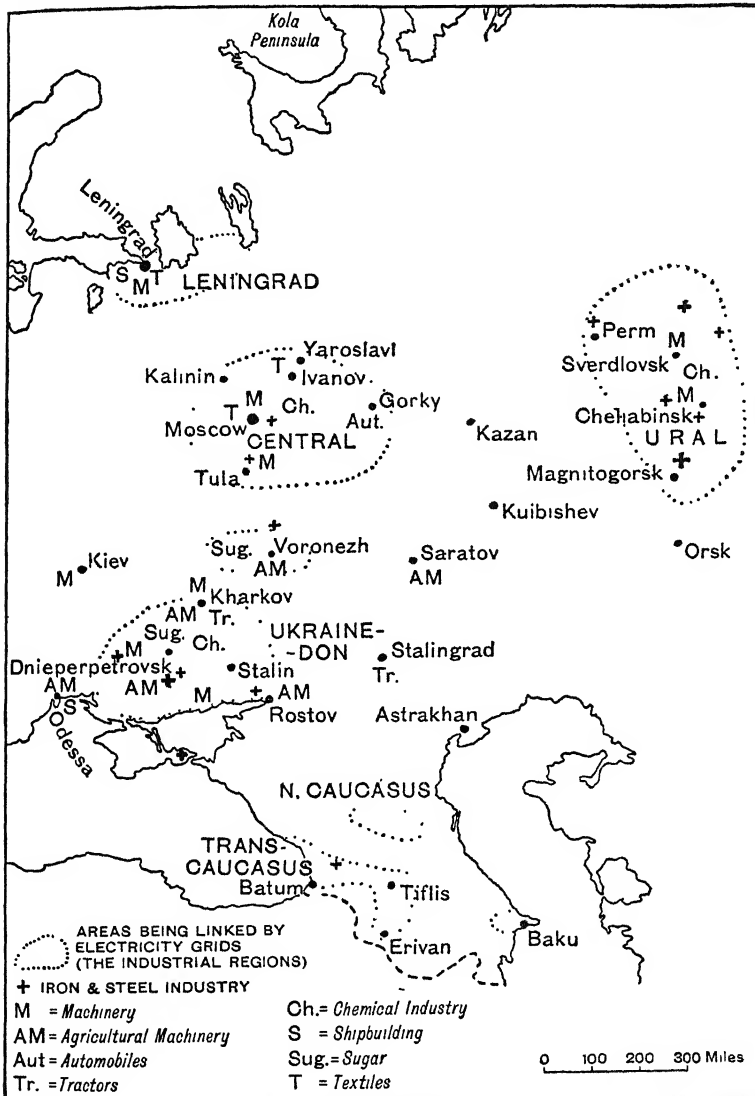 Kola
Peninsula
Leningrad
S M T LENINGRAD
Yaroslavl
T
Kalinin
Ivanov
M
Ch.
T
Gorky
Aut.
Moscow
CENTRAL
M
Tula
Perm
M
Sverdlovsk
Ch.
M
Cheliabinsk
URAL
Magnitogorsk
Kazan
Kuibishev
Orsk
Kiev
M
Sug. Voronezh
AM
Saratov
AM
M
Kharkov
AM Tr.
Sug. Ch.
M
UKRAINE-
-DON
Dnieperpetrovsk
Stalin
Stalingrad
Tr.
AM
AM
M
AM
S
Rostov
Odessa
Astrakhan
N. CAUCASUS
TRANS-
CAUCASUS
Batum
Tiflis
Erivan
Baku
AREAS BEING LINKED BY
ELECTRICITY GRIDS
(THE INDUSTRIAL REGIONS)
+ IRON & STEEL INDUSTRY
M = Machinery
AM = Agricultural Machinery
Aut = Automobiles
Tr. = Tractors
Ch. = Chemical Industry
S = Shipbuilding
Sug. = Sugar
T = Textiles
0 100 200 300 Miles